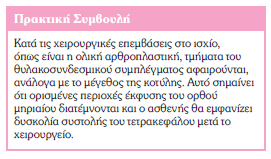 Πρακτική Συμβουλή
Κατά τις χειρουργικές επεμβάσεις στο ισχίο,
όπως είναι η ολική αρθροπλαστική, τμήματα του
θυλακοσυνδεσμικού συμπλέγματος αφαιρούνται,
ανάλογα με το μέγεθος της κοτύλης. Αυτό σημαίνει
ότι ορισμένες περιοχές έκφυσης του ορθού
μηριαίου διατέμνονται και ο ασθενής θα εμφανίζει
δυσκολία συστολής του τετρακεφάλου μετά το
χειρουργείο.